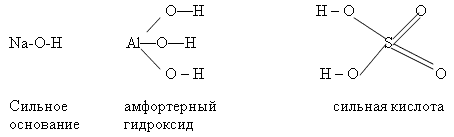 O—H H – O O
Na-O-H Al—O—H S
O – H H – O O
Сильное амфортерный сильная кислота
основание гидроксид